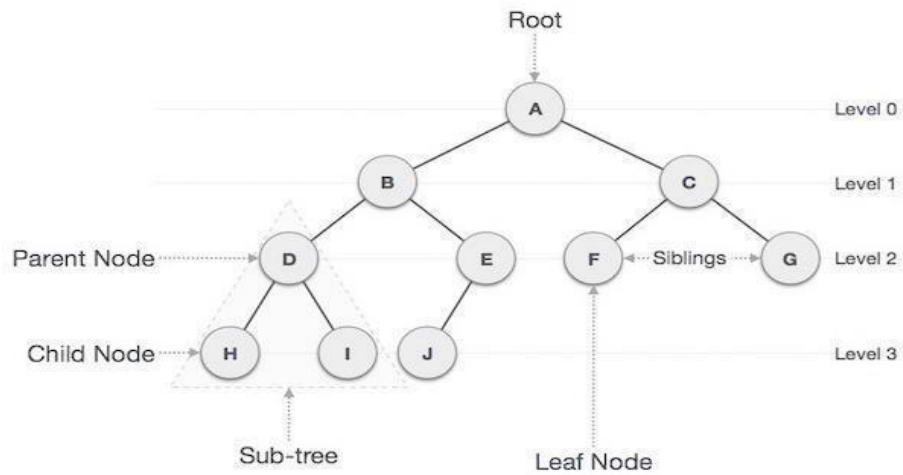 Root
A
Level 0
B
C
Level 1
Parent Node
D
E
F
Siblings
G
Level 2
Child Node
H
I
J
Level 3
Sub-tree
Leaf Node